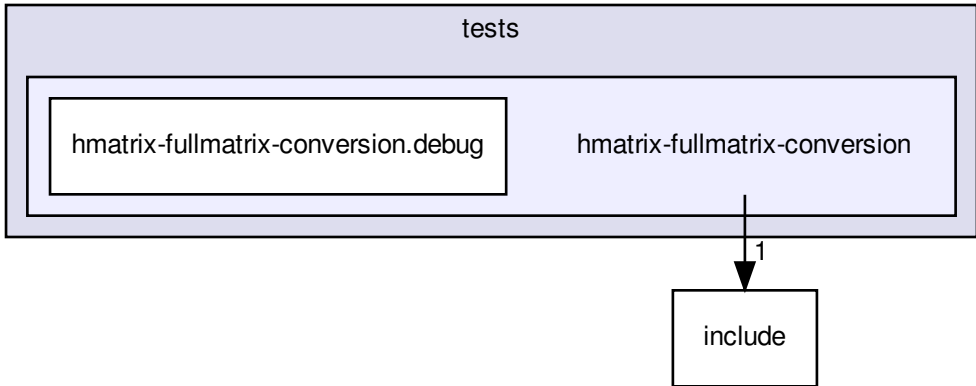 tests
hmatrix-fullmatrix-conversion.debug
hmatrix-fullmatrix-conversion
1
include